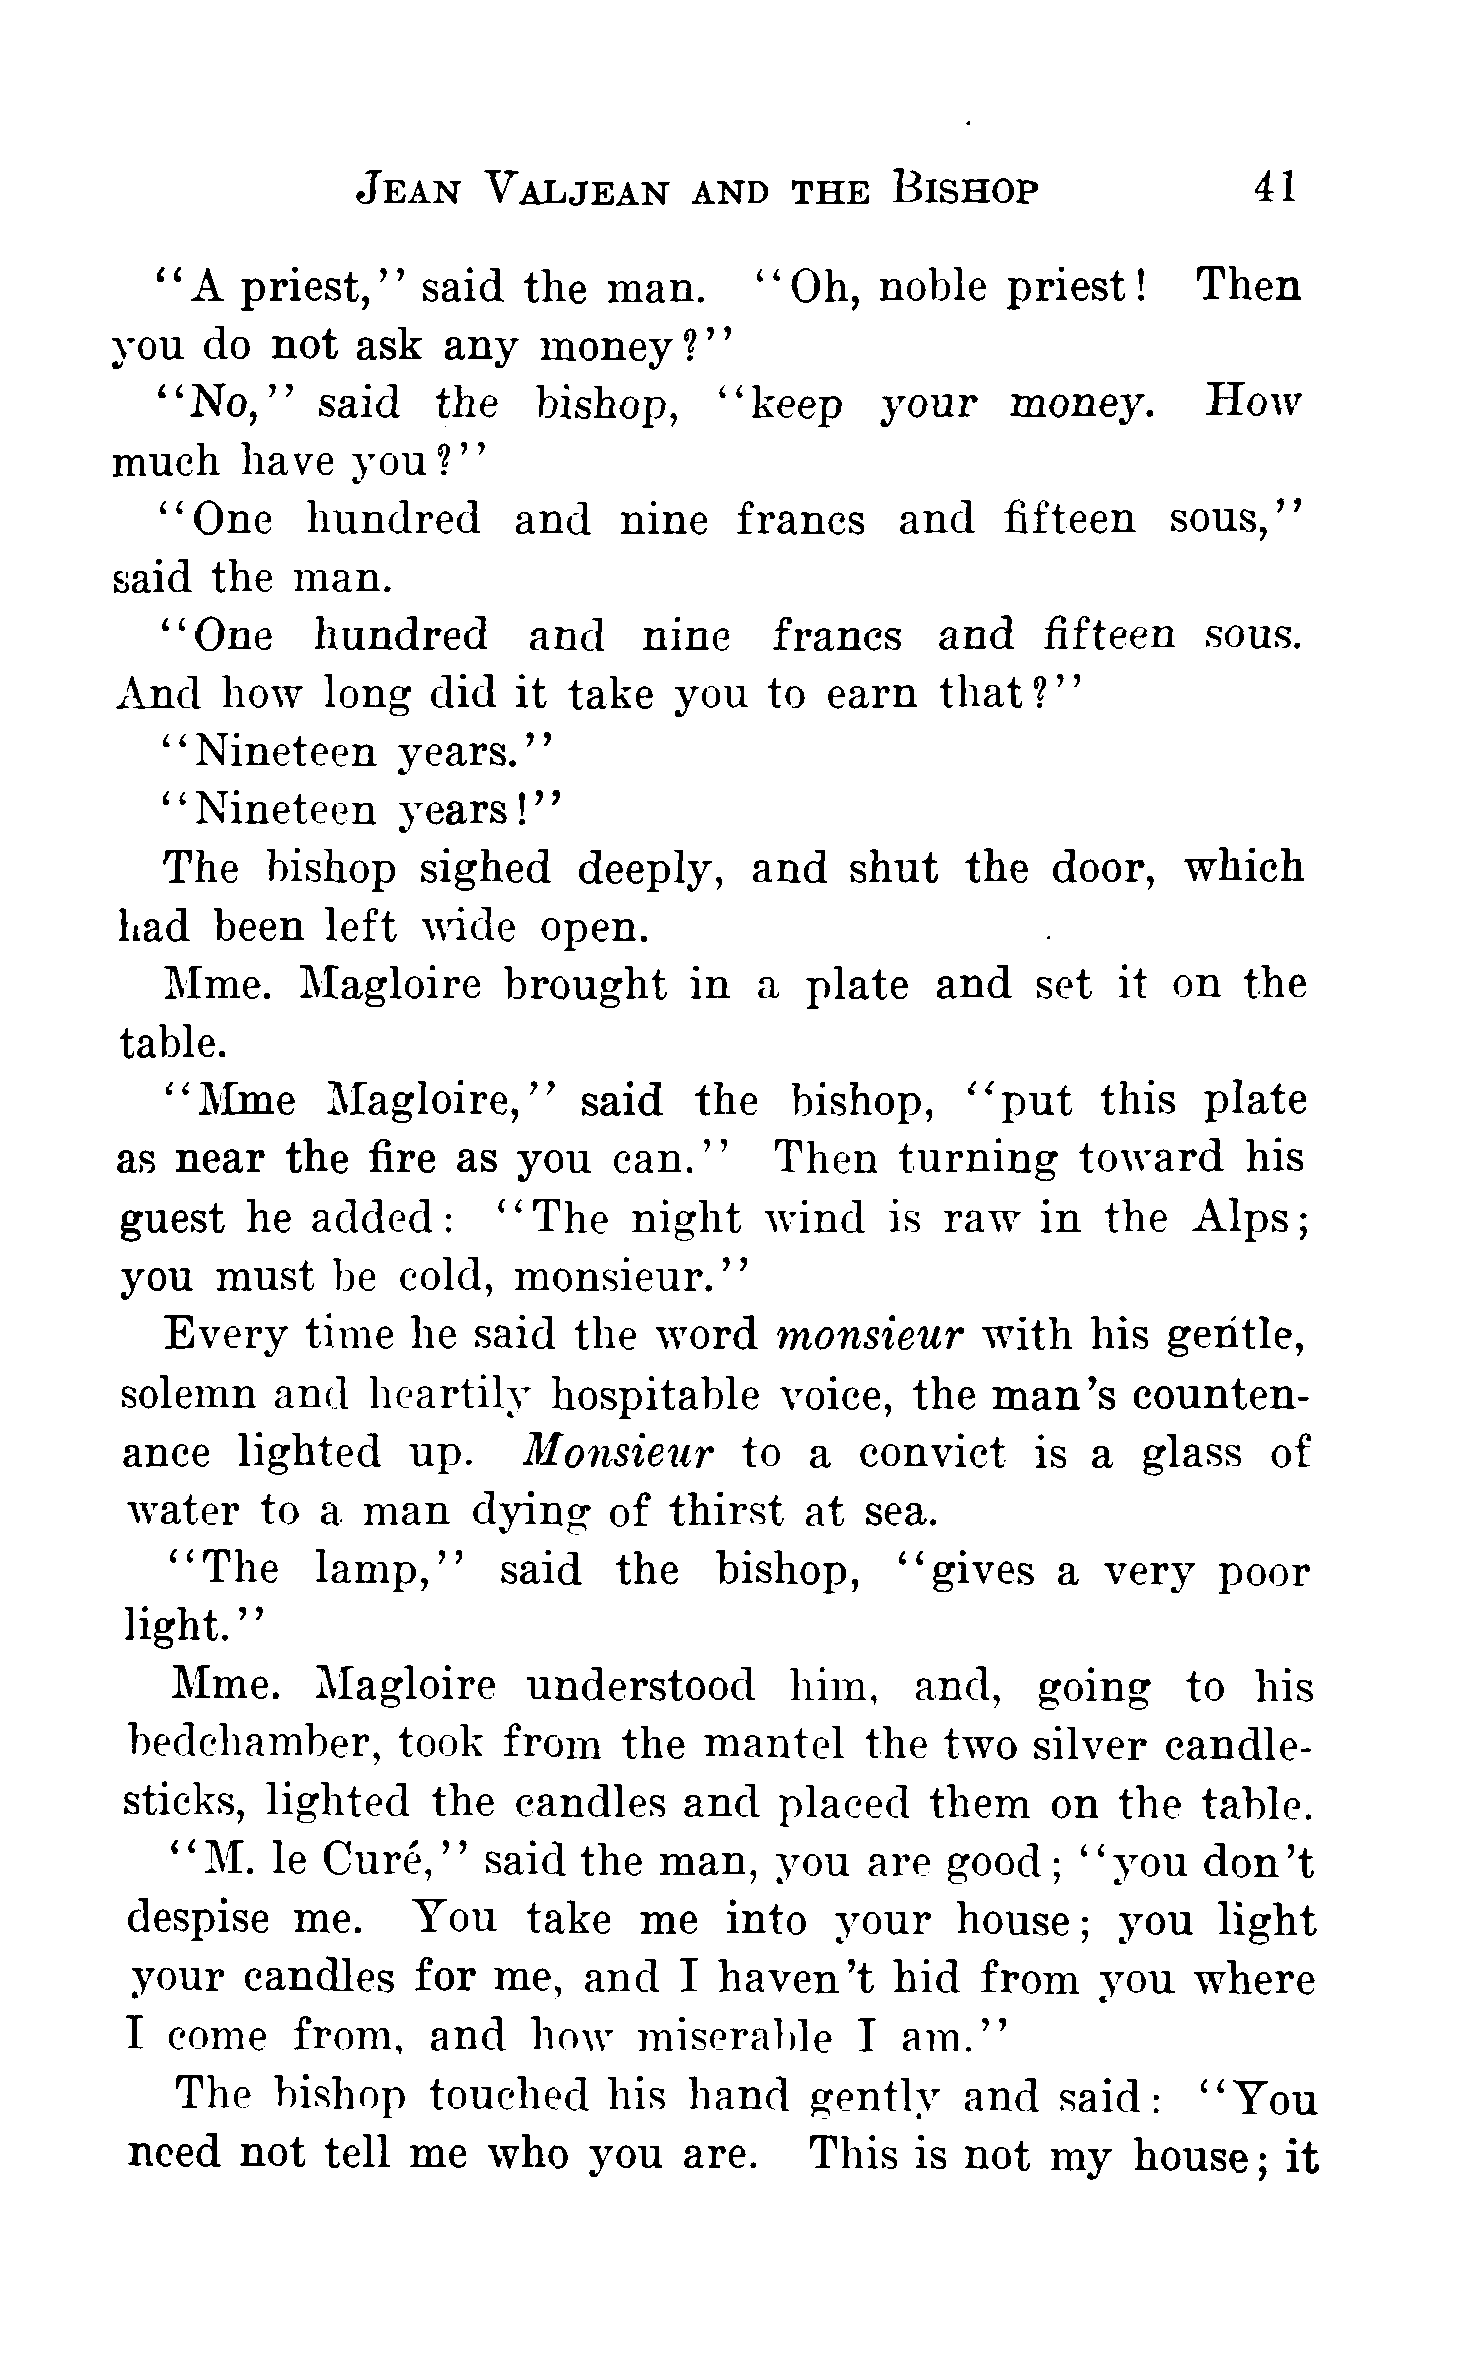 JEAN VALJEAN AND THE BISHOP 41
"A priest," said the man. "Oh, noble priest! Then
you do not ask any money?"
"No," said the bishop, "keep your money. How
much have you?"
"One hundred and nine francs and fifteen sous,"
said the man.
"One hundred and nine francs and fifteen sous.
And how long did it take you to earn that?"
"Nineteen years."
"Nineteen years!"
The bishop sighed deeply, and shut the door, which
had been left wide open.
Mme. Magloire brought in a plate and set it on the
table.
"Mme Magloire," said the bishop, "put this plate
as near the fire as you can." Then turning toward his
guest he added: "The night wind is raw in the Alps;
you must be cold, monsieur."
Every time he said the word monsieur with his gentle,
solemn and heartily hospitable voice, the man's counten-
ance lighted up. Monsieur to a convict is a glass of
water to a man dying of thirst at sea.
"The lamp," said the bishop, "gives a very poor
light."
Mme. Magloire understood him, and, going to his
bedchamber, took from the mantel the two silver candle-
sticks, lighted the candles and placed them on the table.
"M. le Curé," said the man, you are good; "you don't
despise me. You take me into your house; you light
your candles for me, and I haven't hid from you where
I come from, and how miserable I am."
The bishop touched his hand gently and said: "You
need not tell me who you are. This is not my house; it